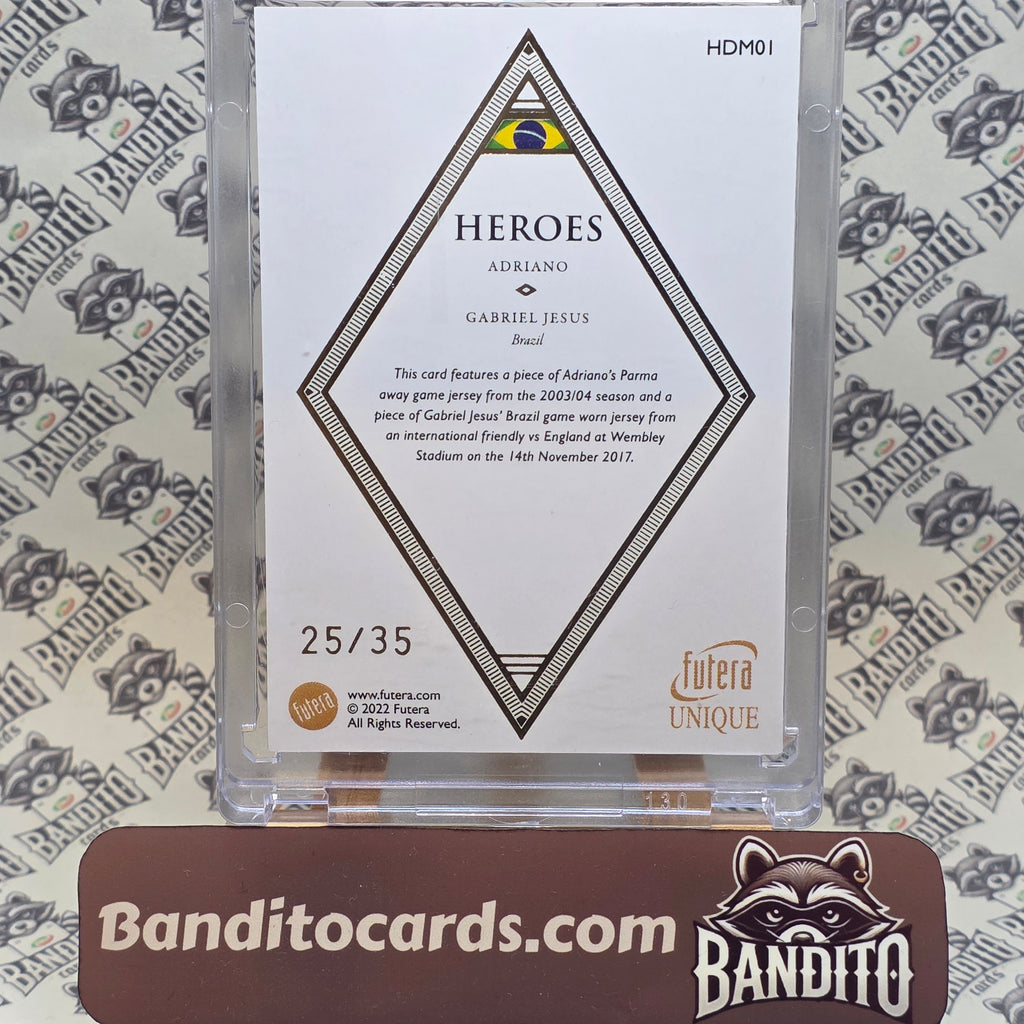 HDM01
HEROES
ADRIANO
GABRIEL JESUS
Brazil
This card features a piece of Adriano's Parma
away game jersey from the 2003/04 season and a
piece of Gabriel Jesus' Brazil game worn jersey from
an international friendly vs England at Wembley
Stadium on the 14th November 2017.
25/35
futera
UNIQUE
Futera
www.futera.com
© 2022 Futera
All Rights Reserved.
130
Banditocards.com
BANDITO
BANDITO
cards